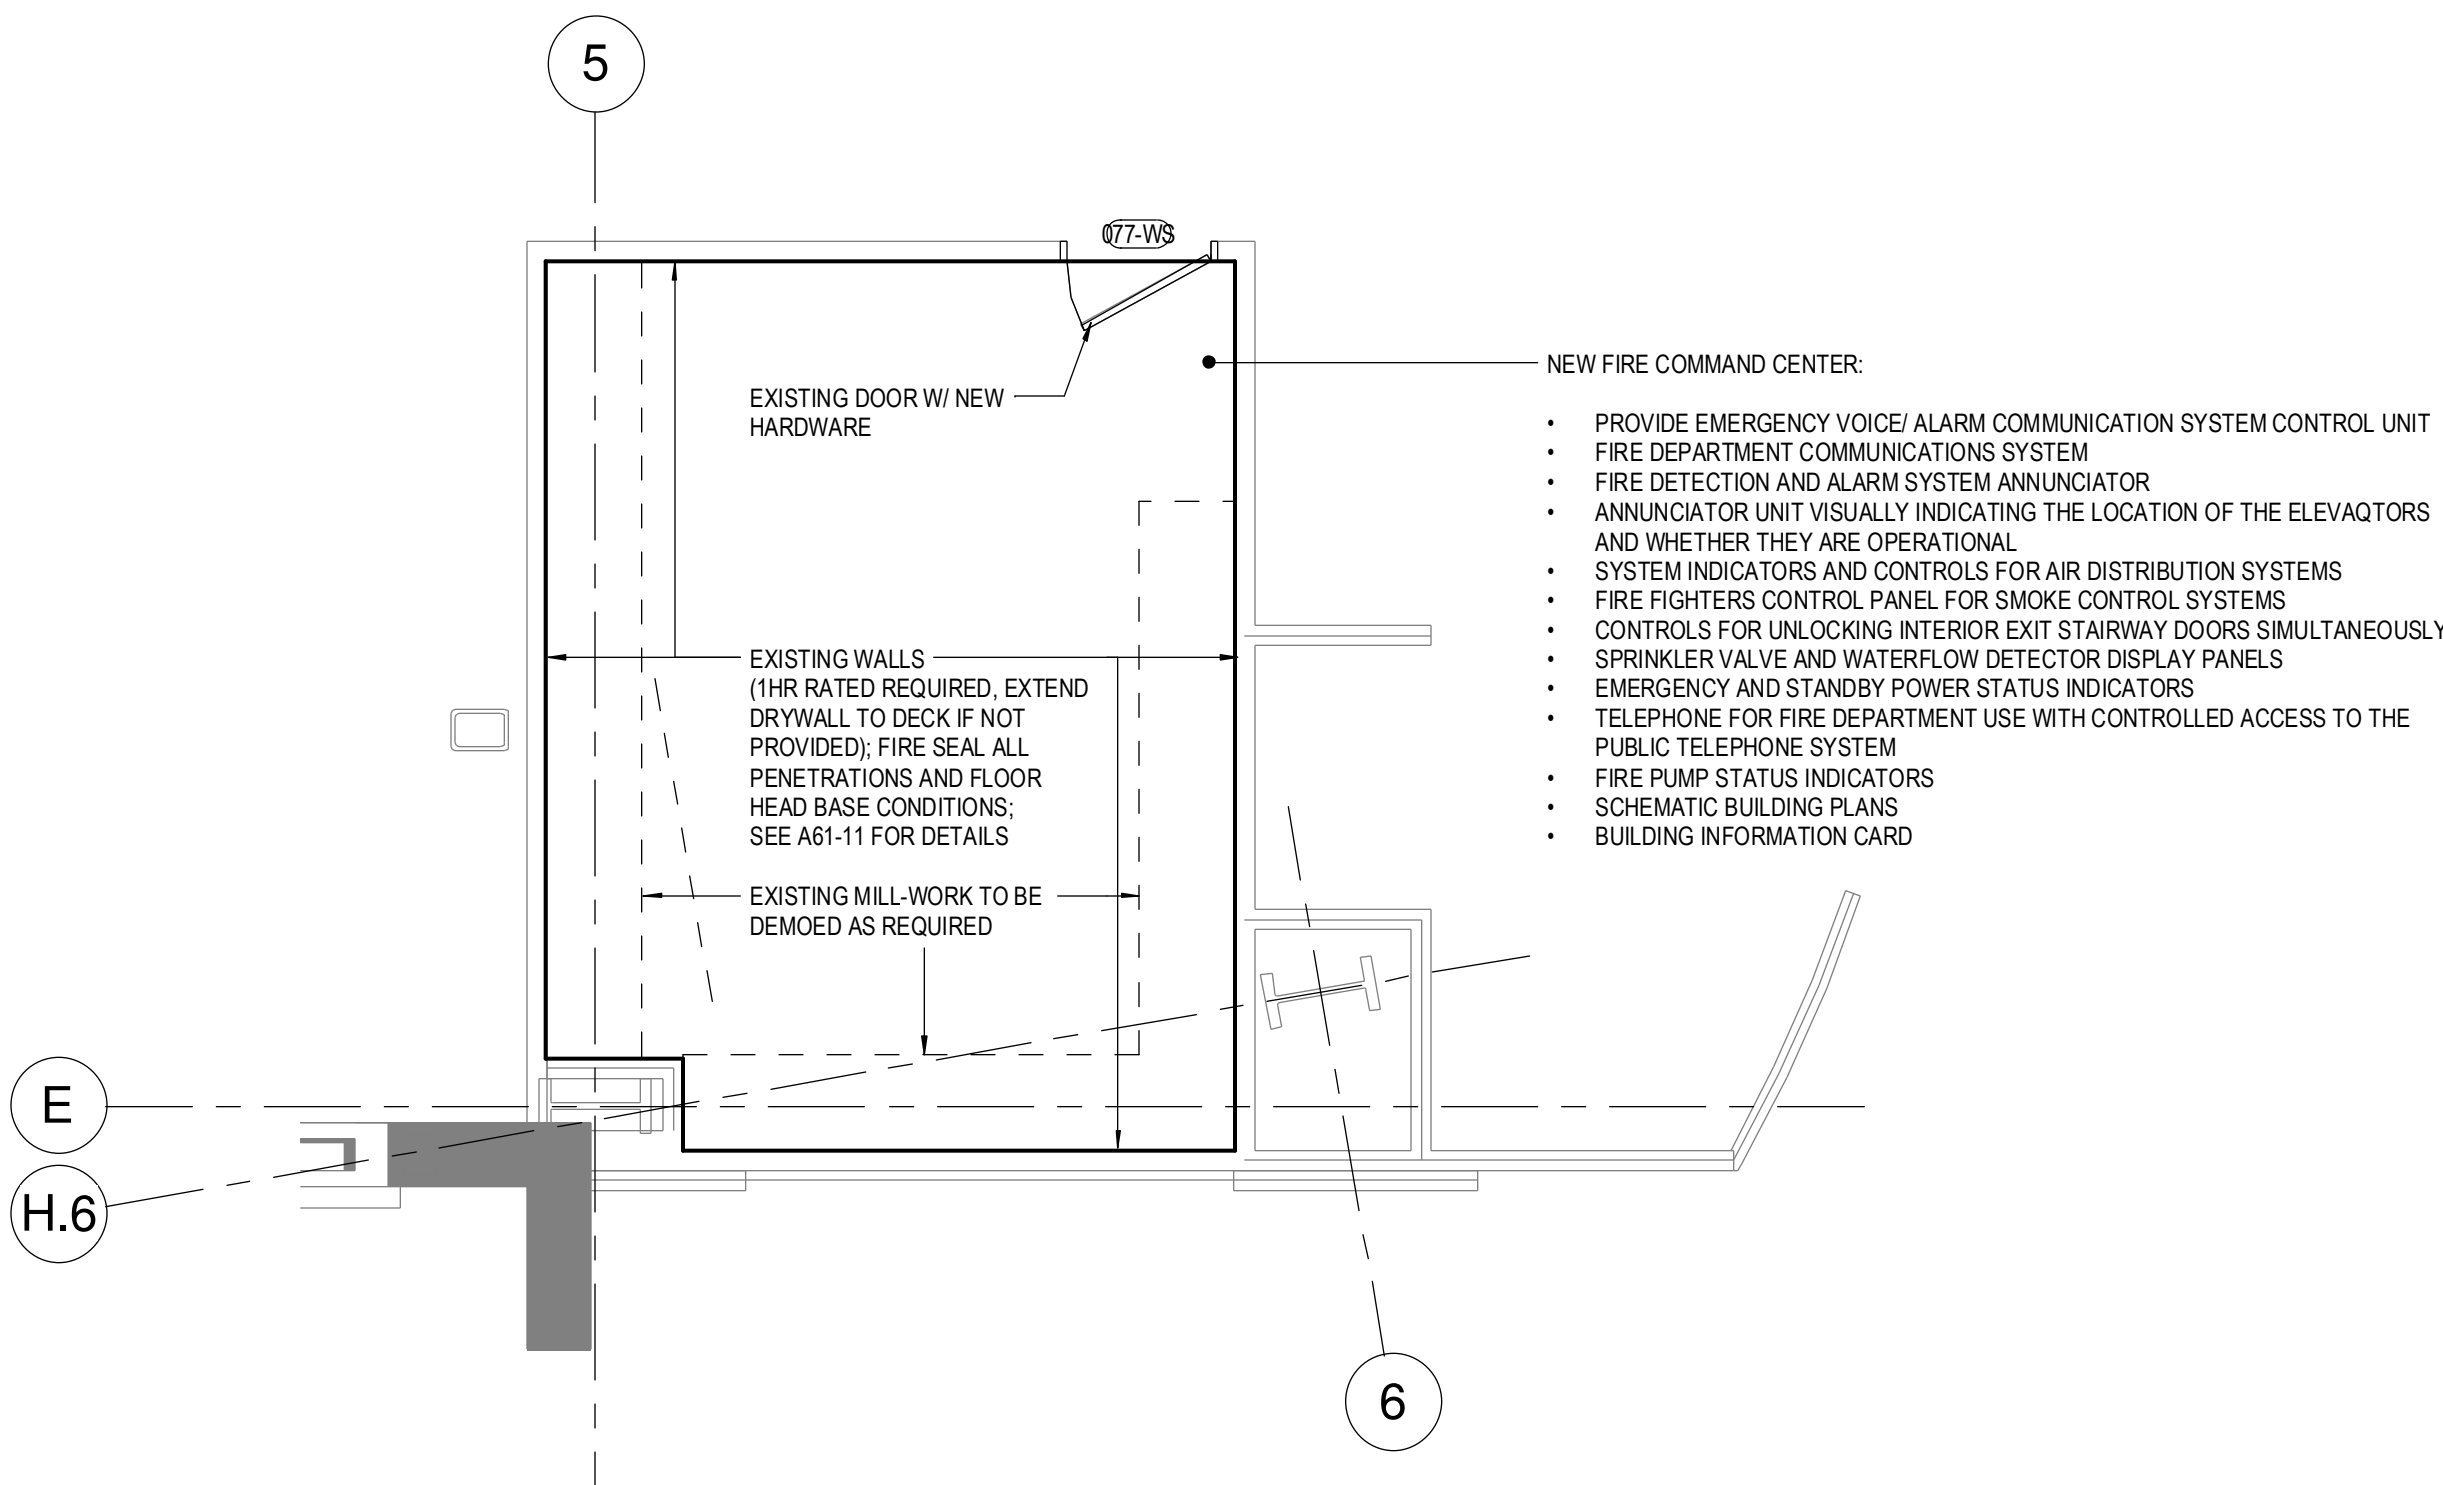 5
077-WS
NEW FIRE COMMAND CENTER:
• PROVIDE EMERGENCY VOICE/ ALARM COMMUNICATION SYSTEM CONTROL UNIT
• FIRE DEPARTMENT COMMUNICATIONS SYSTEM
• FIRE DETECTION AND ALARM SYSTEM ANNUNCIATOR
• ANNUNCIATOR UNIT VISUALLY INDICATING THE LOCATION OF THE ELEVAQTORS
AND WHETHER THEY ARE OPERATIONAL
• SYSTEM INDICATORS AND CONTROLS FOR AIR DISTRIBUTION SYSTEMS
• FIRE FIGHTERS CONTROL PANEL FOR SMOKE CONTROL SYSTEMS
• CONTROLS FOR UNLOCKING INTERIOR EXIT STAIRWAY DOORS SIMULTANEOUSLY
• SPRINKLER VALVE AND WATERFLOW DETECTOR DISPLAY PANELS
• EMERGENCY AND STANDBY POWER STATUS INDICATORS
• TELEPHONE FOR FIRE DEPARTMENT USE WITH CONTROLLED ACCESS TO THE
PUBLIC TELEPHONE SYSTEM
• FIRE PUMP STATUS INDICATORS
• SCHEMATIC BUILDING PLANS
• BUILDING INFORMATION CARD
EXISTING DOOR W/ NEW
HARDWARE
EXISTING WALLS
(1HR RATED REQUIRED, EXTEND
DRYWALL TO DECK IF NOT
PROVIDED); FIRE SEAL ALL
PENETRATIONS AND FLOOR
HEAD BASE CONDITIONS;
SEE A61-11 FOR DETAILS
EXISTING MILL-WORK TO BE
DEMOED AS REQUIRED
E
H.6
6